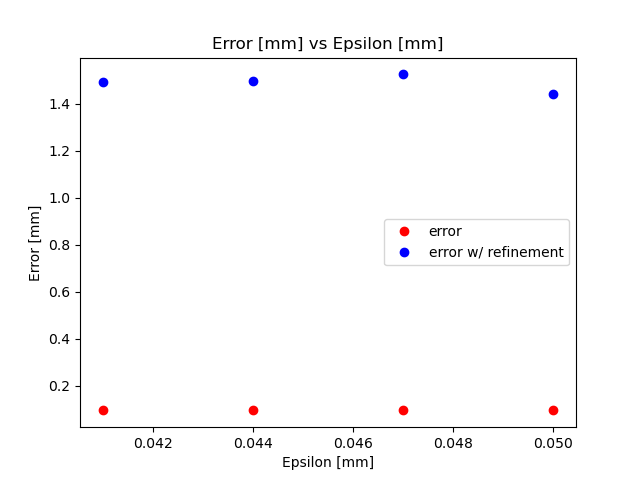 Error [mm] vs Epsilon [mm]
1.4
1.2
1.0
0.8
0.6
0.4
0.2
Error [mm]
error
error w/ refinement
0.042 0.044 0.046 0.048 0.050
Epsilon [mm]